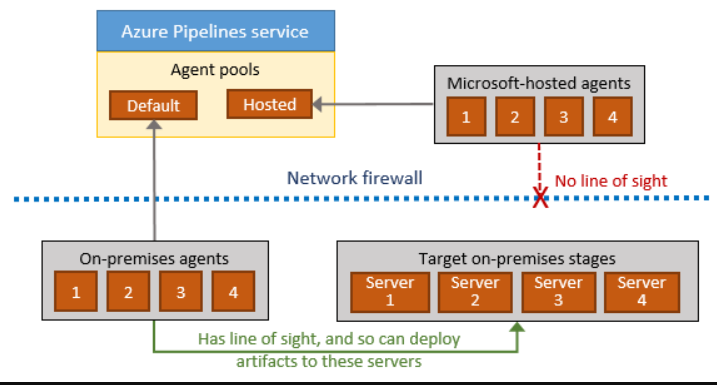 Azure Pipelines service
Agent pools
Default
Hosted
Microsoft-hosted agents
1 2 3 4
Network firewall
No line of sight
X
On-premises agents
1 2 3 4
Target on-premises stages
Server
1
Server
2
Server
3
Server
4
Has line of sight, and so can deploy
artifacts to these servers